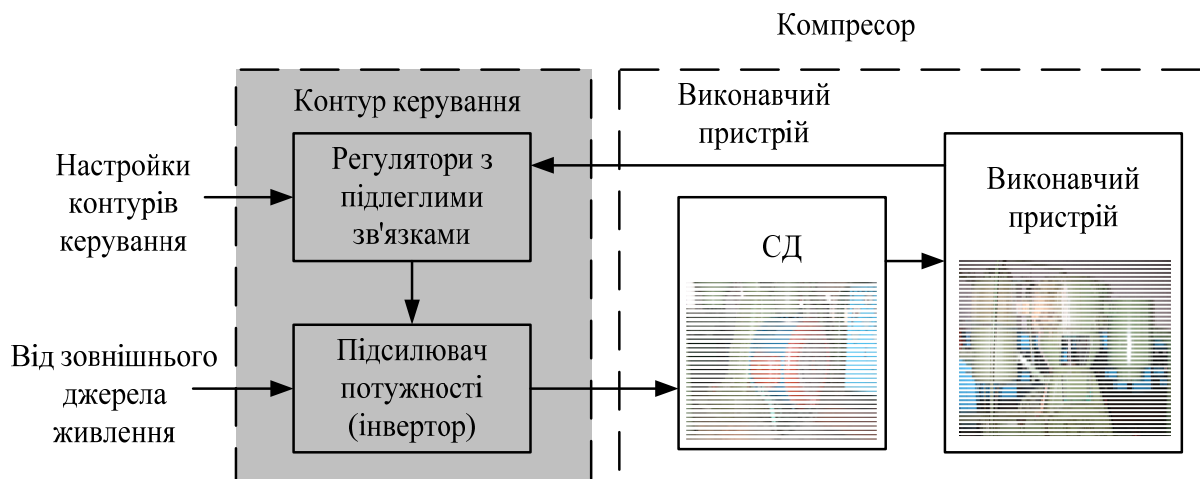 Компресор
Контур керування
Виконавчий
пристрій
Настройки
контурів
керування
Регулятори з
підлеглими
зв'язками
Виконавчий
пристрій
СД
Від зовнішнього
джерела
живлення
Підсилювач
потужності
(інвертор)